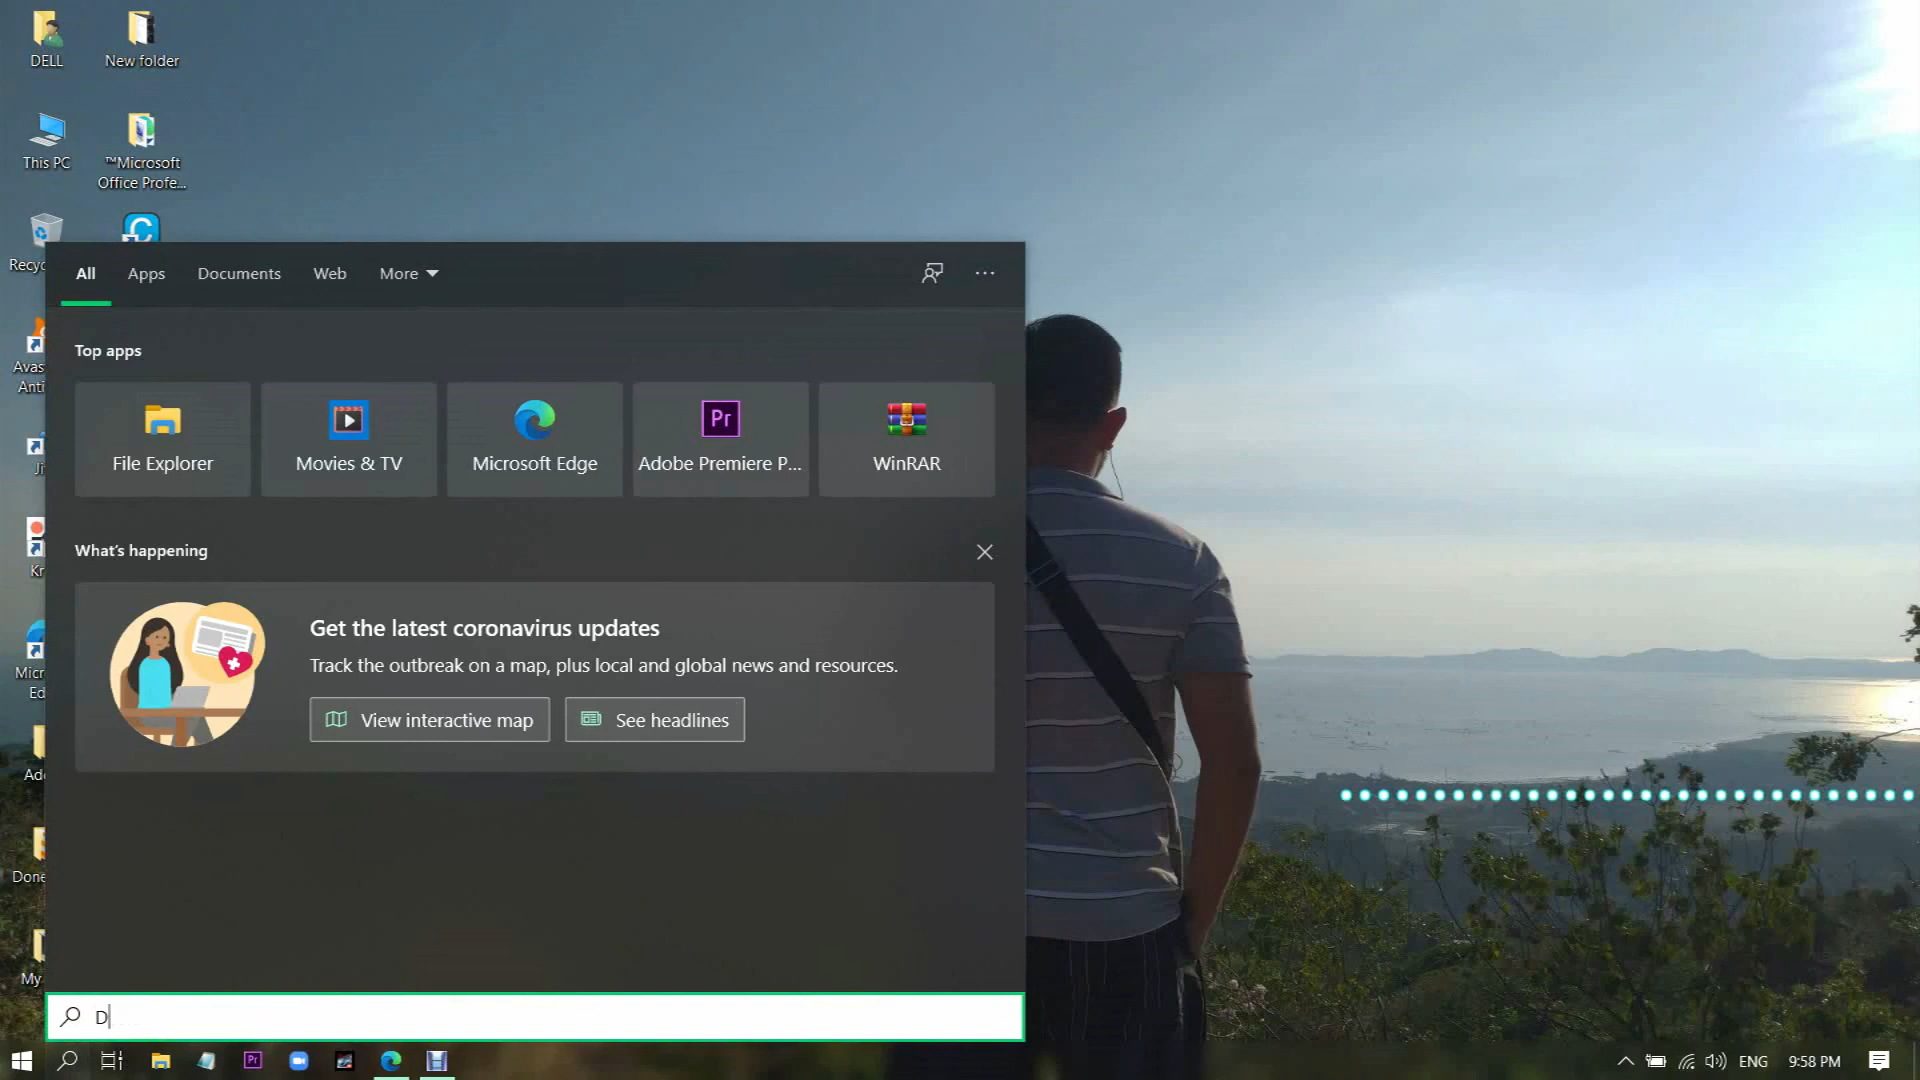 DELL
New folder
This PC
™Microsoft
Office Profe...
All
Apps
Documents
Web
More
Top apps
File Explorer
Movies & TV
Microsoft Edge
Pr
Adobe Premiere P...
WinRAR
What's happening
Get the latest coronavirus updates
Track the outbreak on a map, plus local and global news and resources.
View interactive map
See headlines
D
Pr
ENG
9:58 PM